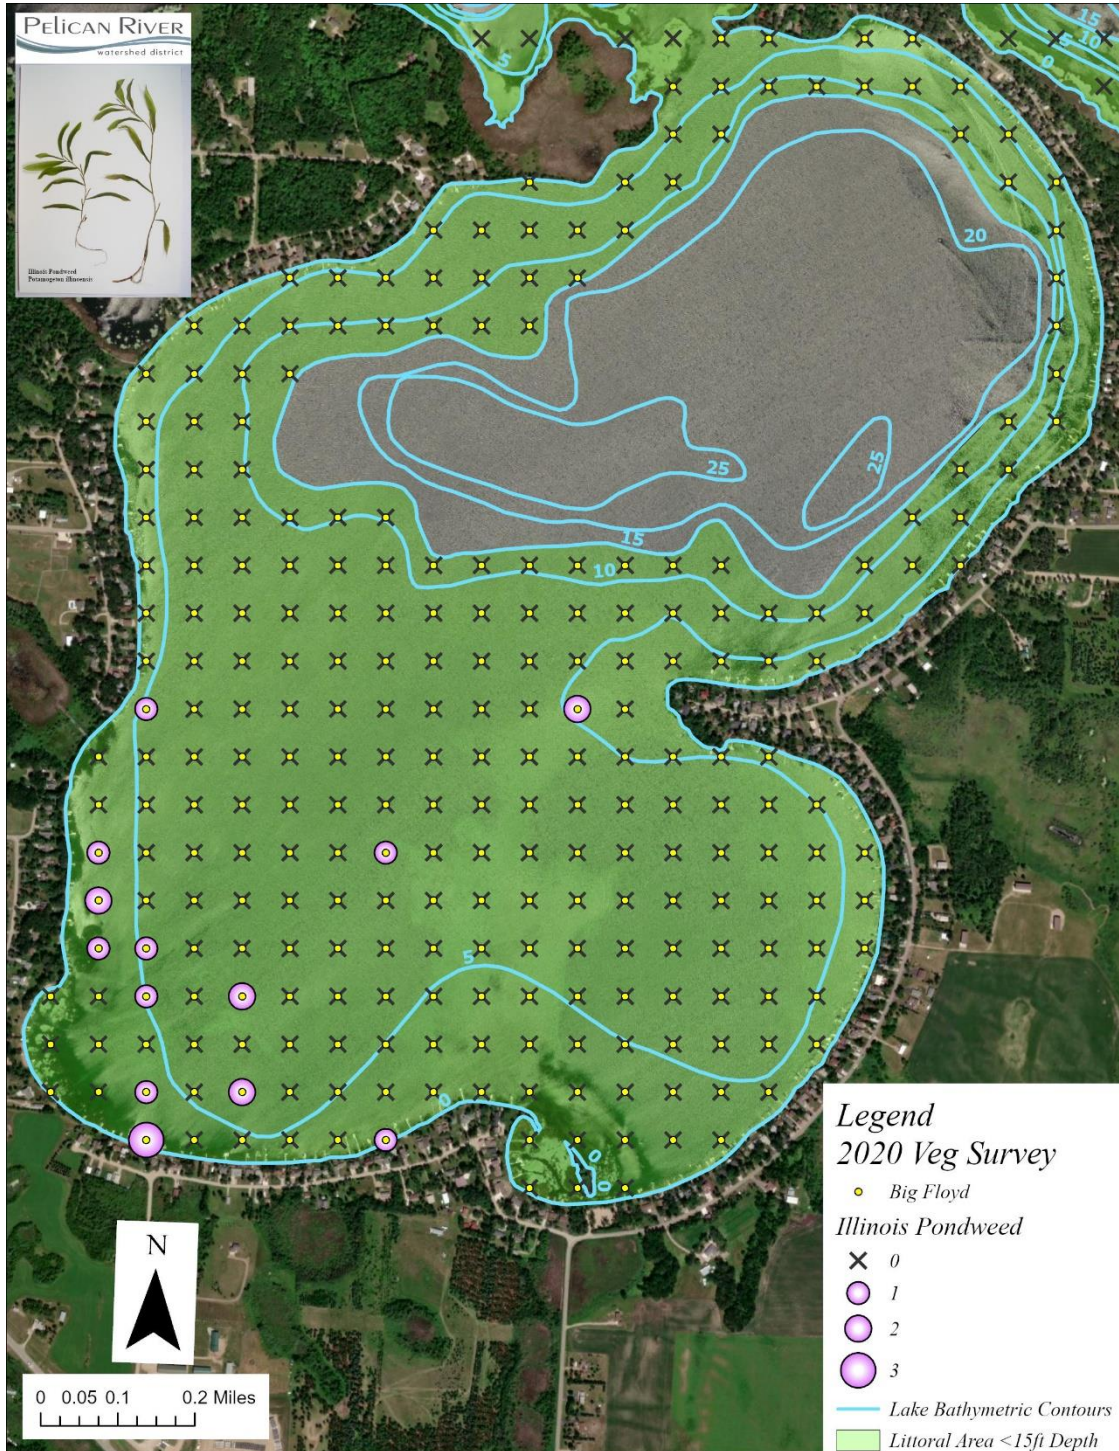 PELICAN RIVER
watershed district
Illinois Pondweed
Potamogeton illinoensis
5
15
10
5
0
20
25
25
15
10
5
0
0
0
N
0 0.05 0.1 0.2 Miles
Legend
2020 Veg Survey
Big Floyd
Illinois Pondweed
0
1
2
3
Lake Bathymetric Contours
Littoral Area <15ft Depth